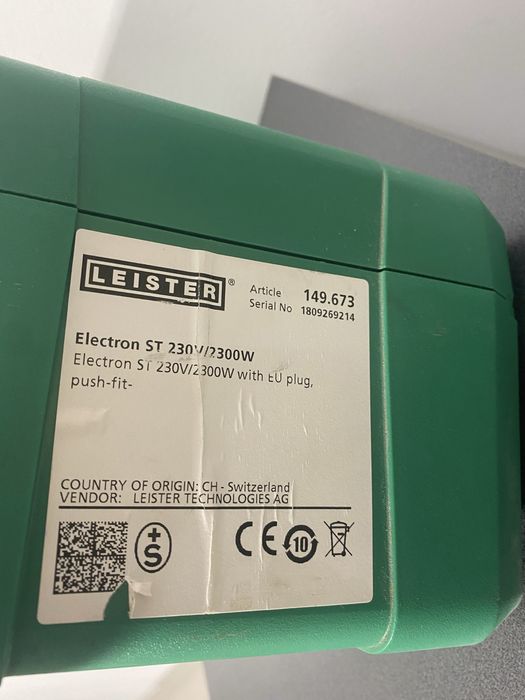 LEISTER®
Article 149.673
Serial No 1809269214
Electron ST 230V/2300W
Electron ST 230V/2300W with EU plug,
push-fit-
COUNTRY OF ORIGIN: CH - Switzerland
VENDOR: LEISTER TECHNOLOGIES AG
+S CE 10